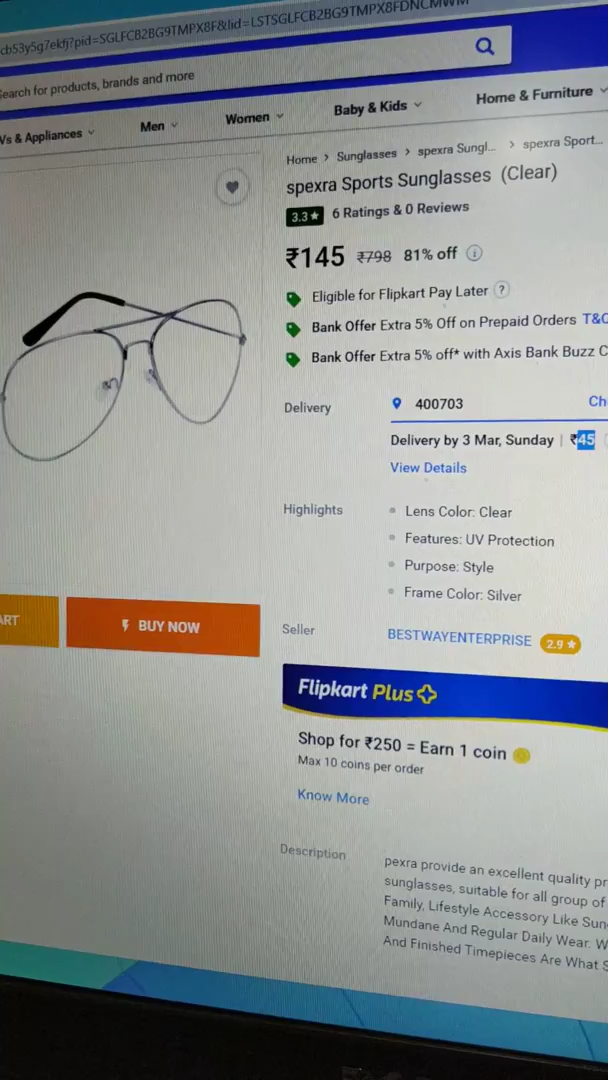 cb53y5g7ekfj?pid=SGLFCB2BG9TMPX8F&lid=LSTSGLFCB2BG9TMPX8FDNCMWM
Search for products, brands and more
Vs & Appliances
Men
Women
Baby & Kids
Home & Furniture
Home > Sunglasses > spexra Sungl... > spexra Sport...
spexra Sports Sunglasses (Clear)
3.3★ 6 Ratings & 0 Reviews
₹145 ₹798 81% off i
Eligible for Flipkart Pay Later ?
Bank Offer Extra 5% Off on Prepaid Orders T&C
Bank Offer Extra 5% off* with Axis Bank Buzz C
Delivery 400703 Ch
Delivery by 3 Mar, Sunday | ₹45
View Details
Highlights
• Lens Color: Clear
• Features: UV Protection
• Purpose: Style
• Frame Color: Silver
ART
BUY NOW
Seller BESTWAYENTERPRISE 2.9 ★
Flipkart Plus
Shop for ₹250 = Earn 1 coin
Max 10 coins per order
Know More
Description
pexra provide an excellent quality pr
sunglasses, suitable for all group of
Family, Lifestyle Accessory Like Sun
Mundane And Regular Daily Wear. W
And Finished Timepieces Are What S